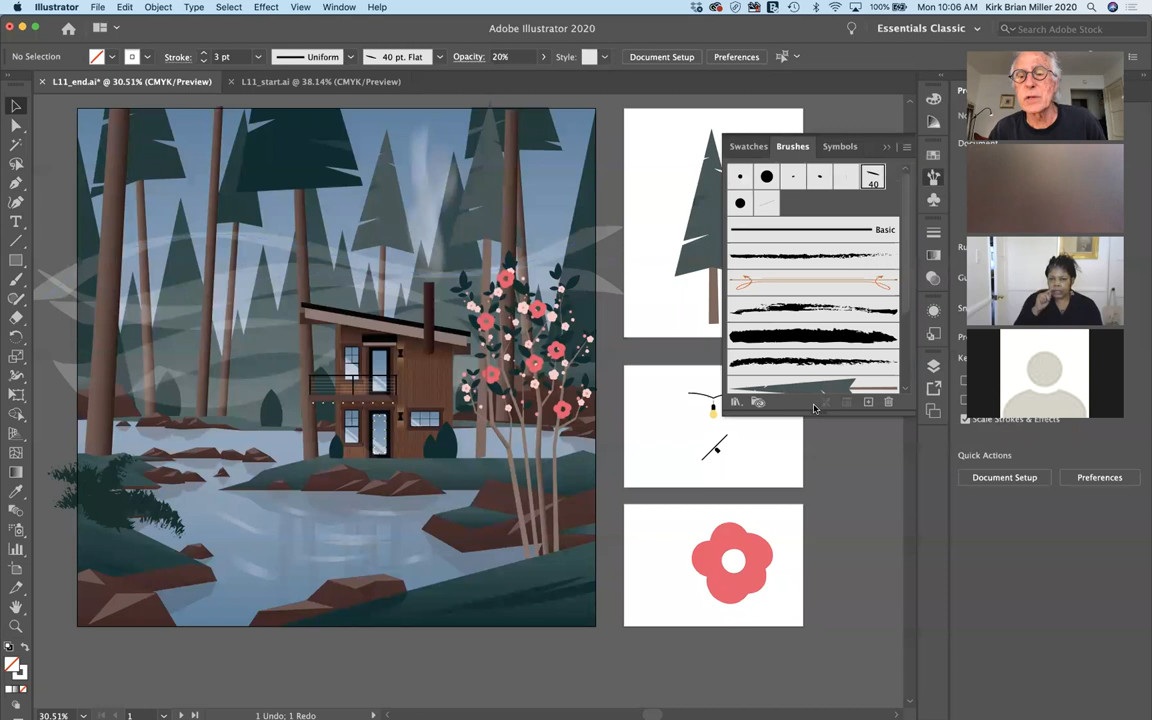 Illustrator File Edit Object Type Select Effect View Window Help 100% Mon 10:06 AM Kirk Brian Miller 2020
Adobe Illustrator 2020
Essentials Classic
Search Adobe Stock
No Selection Stroke: 3 pt Uniform 40 pt. Flat Opacity: 20% Style: Document Setup Preferences
L11_end.ai* @ 30.51% (CMYK/Preview) L11_start.ai @ 38.14% (CMYK/Preview)
Swatches Brushes Symbols
40
Basic
Scale Strokes & Effects
Quick Actions
Document Setup Preferences
30.51% 1 1 Undo; 1 Redo